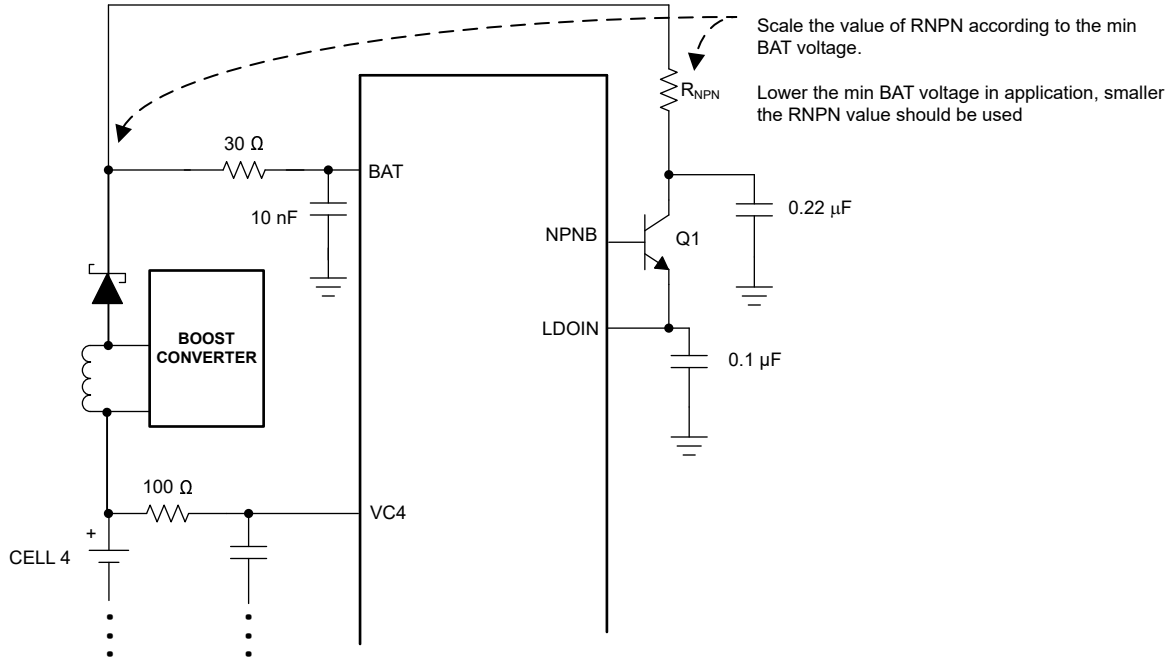 Scale the value of RNPN according to the min
BAT voltage.
Lower the min BAT voltage in application, smaller
the RNPN value should be used
RNPN
30 Ω
BAT
10 nF
0.22 μF
NPNB
Q1
LDOIN
BOOST
CONVERTER
0.1 µF
100 Ω
VC4
+
CELL 4